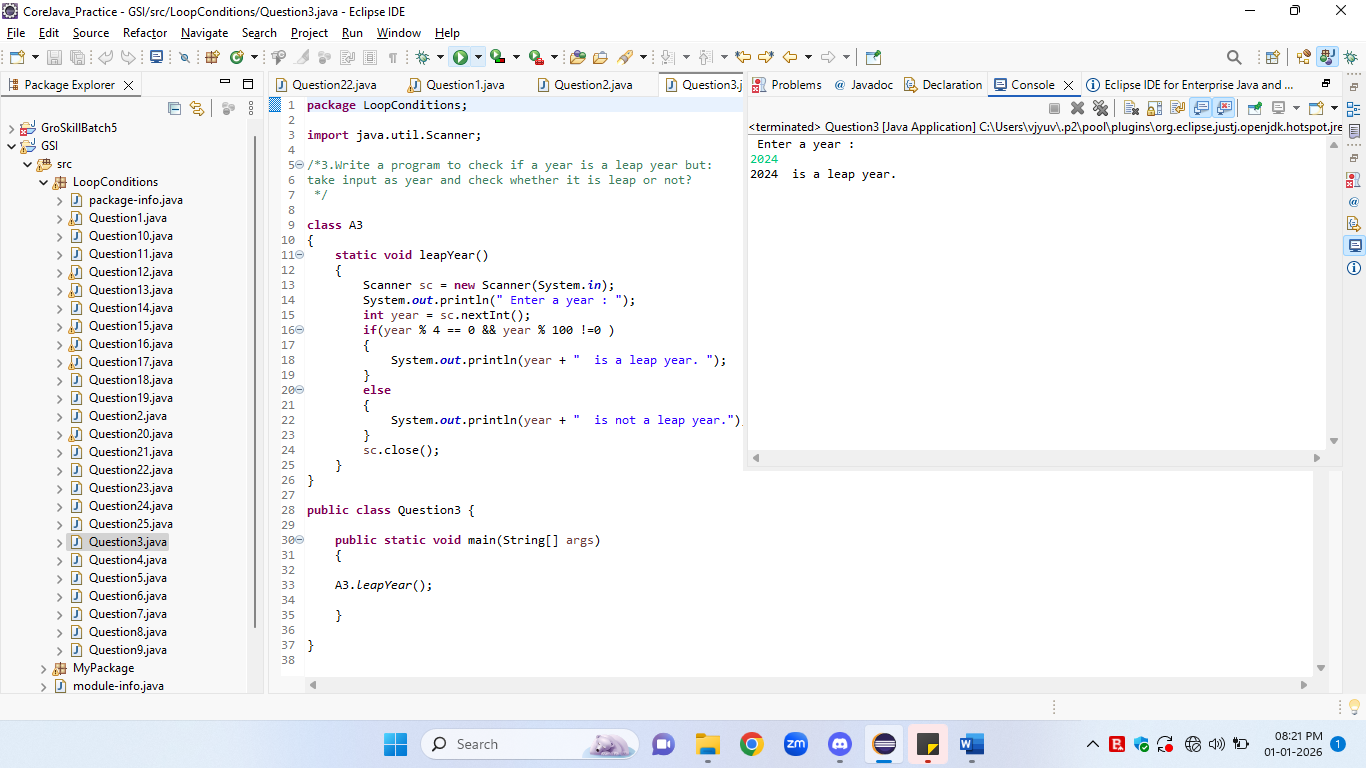 CoreJava_Practice - GSI/src/LoopConditions/Question3.java - Eclipse IDE
File Edit Source Refactor Navigate Search Project Run Window Help
Package Explorer
GroSkillBatch5
GSI
src
LoopConditions
package-info.java
Question1.java
Question10.java
Question11.java
Question12.java
Question13.java
Question14.java
Question15.java
Question16.java
Question17.java
Question18.java
Question19.java
Question2.java
Question20.java
Question21.java
Question22.java
Question23.java
Question24.java
Question25.java
Question3.java
Question4.java
Question5.java
Question6.java
Question7.java
Question8.java
Question9.java
MyPackage
module-info.java
Question22.java Question1.java Question2.java Question3.j
1 package LoopConditions;
2
3 import java.util.Scanner;
4
5 /*3.Write a program to check if a year is a leap year but:
6 take input as year and check whether it is leap or not?
7  */
8
9 class A3
10 {
11     static void leapYear()
12     {
13         Scanner sc = new Scanner(System.in);
14         System.out.println(" Enter a year : ");
15         int year = sc.nextInt();
16         if(year % 4 == 0 && year % 100 !=0 )
17         {
18             System.out.println(year + "  is a leap year. ");
19         }
20         else
21         {
22             System.out.println(year + "  is not a leap year.")
23         }
24         sc.close();
25     }
26 }
27
28 public class Question3 {
29
30     public static void main(String[] args)
31     {
32
33     A3.leapYear();
34
35     }
36
37 }
38
Problems @ Javadoc Declaration Console Eclipse IDE for Enterprise Java and ...
<terminated> Question3 [Java Application] C:\Users\vjyuv\.p2\pool\plugins\org.eclipse.justj.openjdk.hotspot.jre
 Enter a year :
2024
2024  is a leap year.
Search
zm
08:21 PM
01-01-2026
1